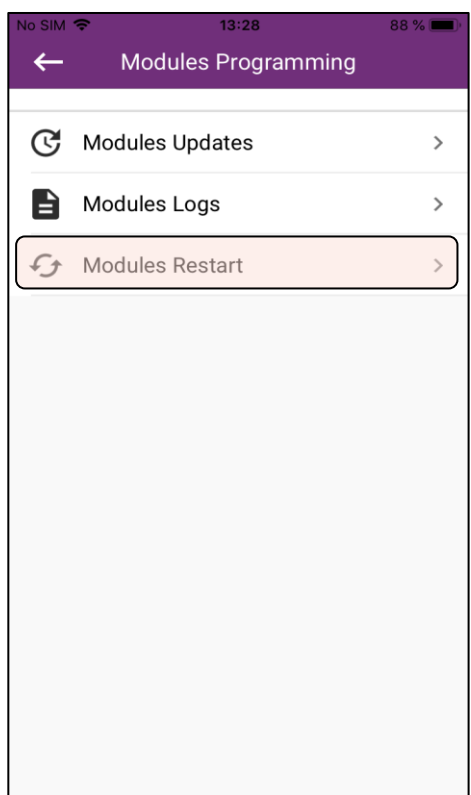 No SIM 13:28 88 %
Modules Programming
Modules Updates
Modules Logs
Modules Restart